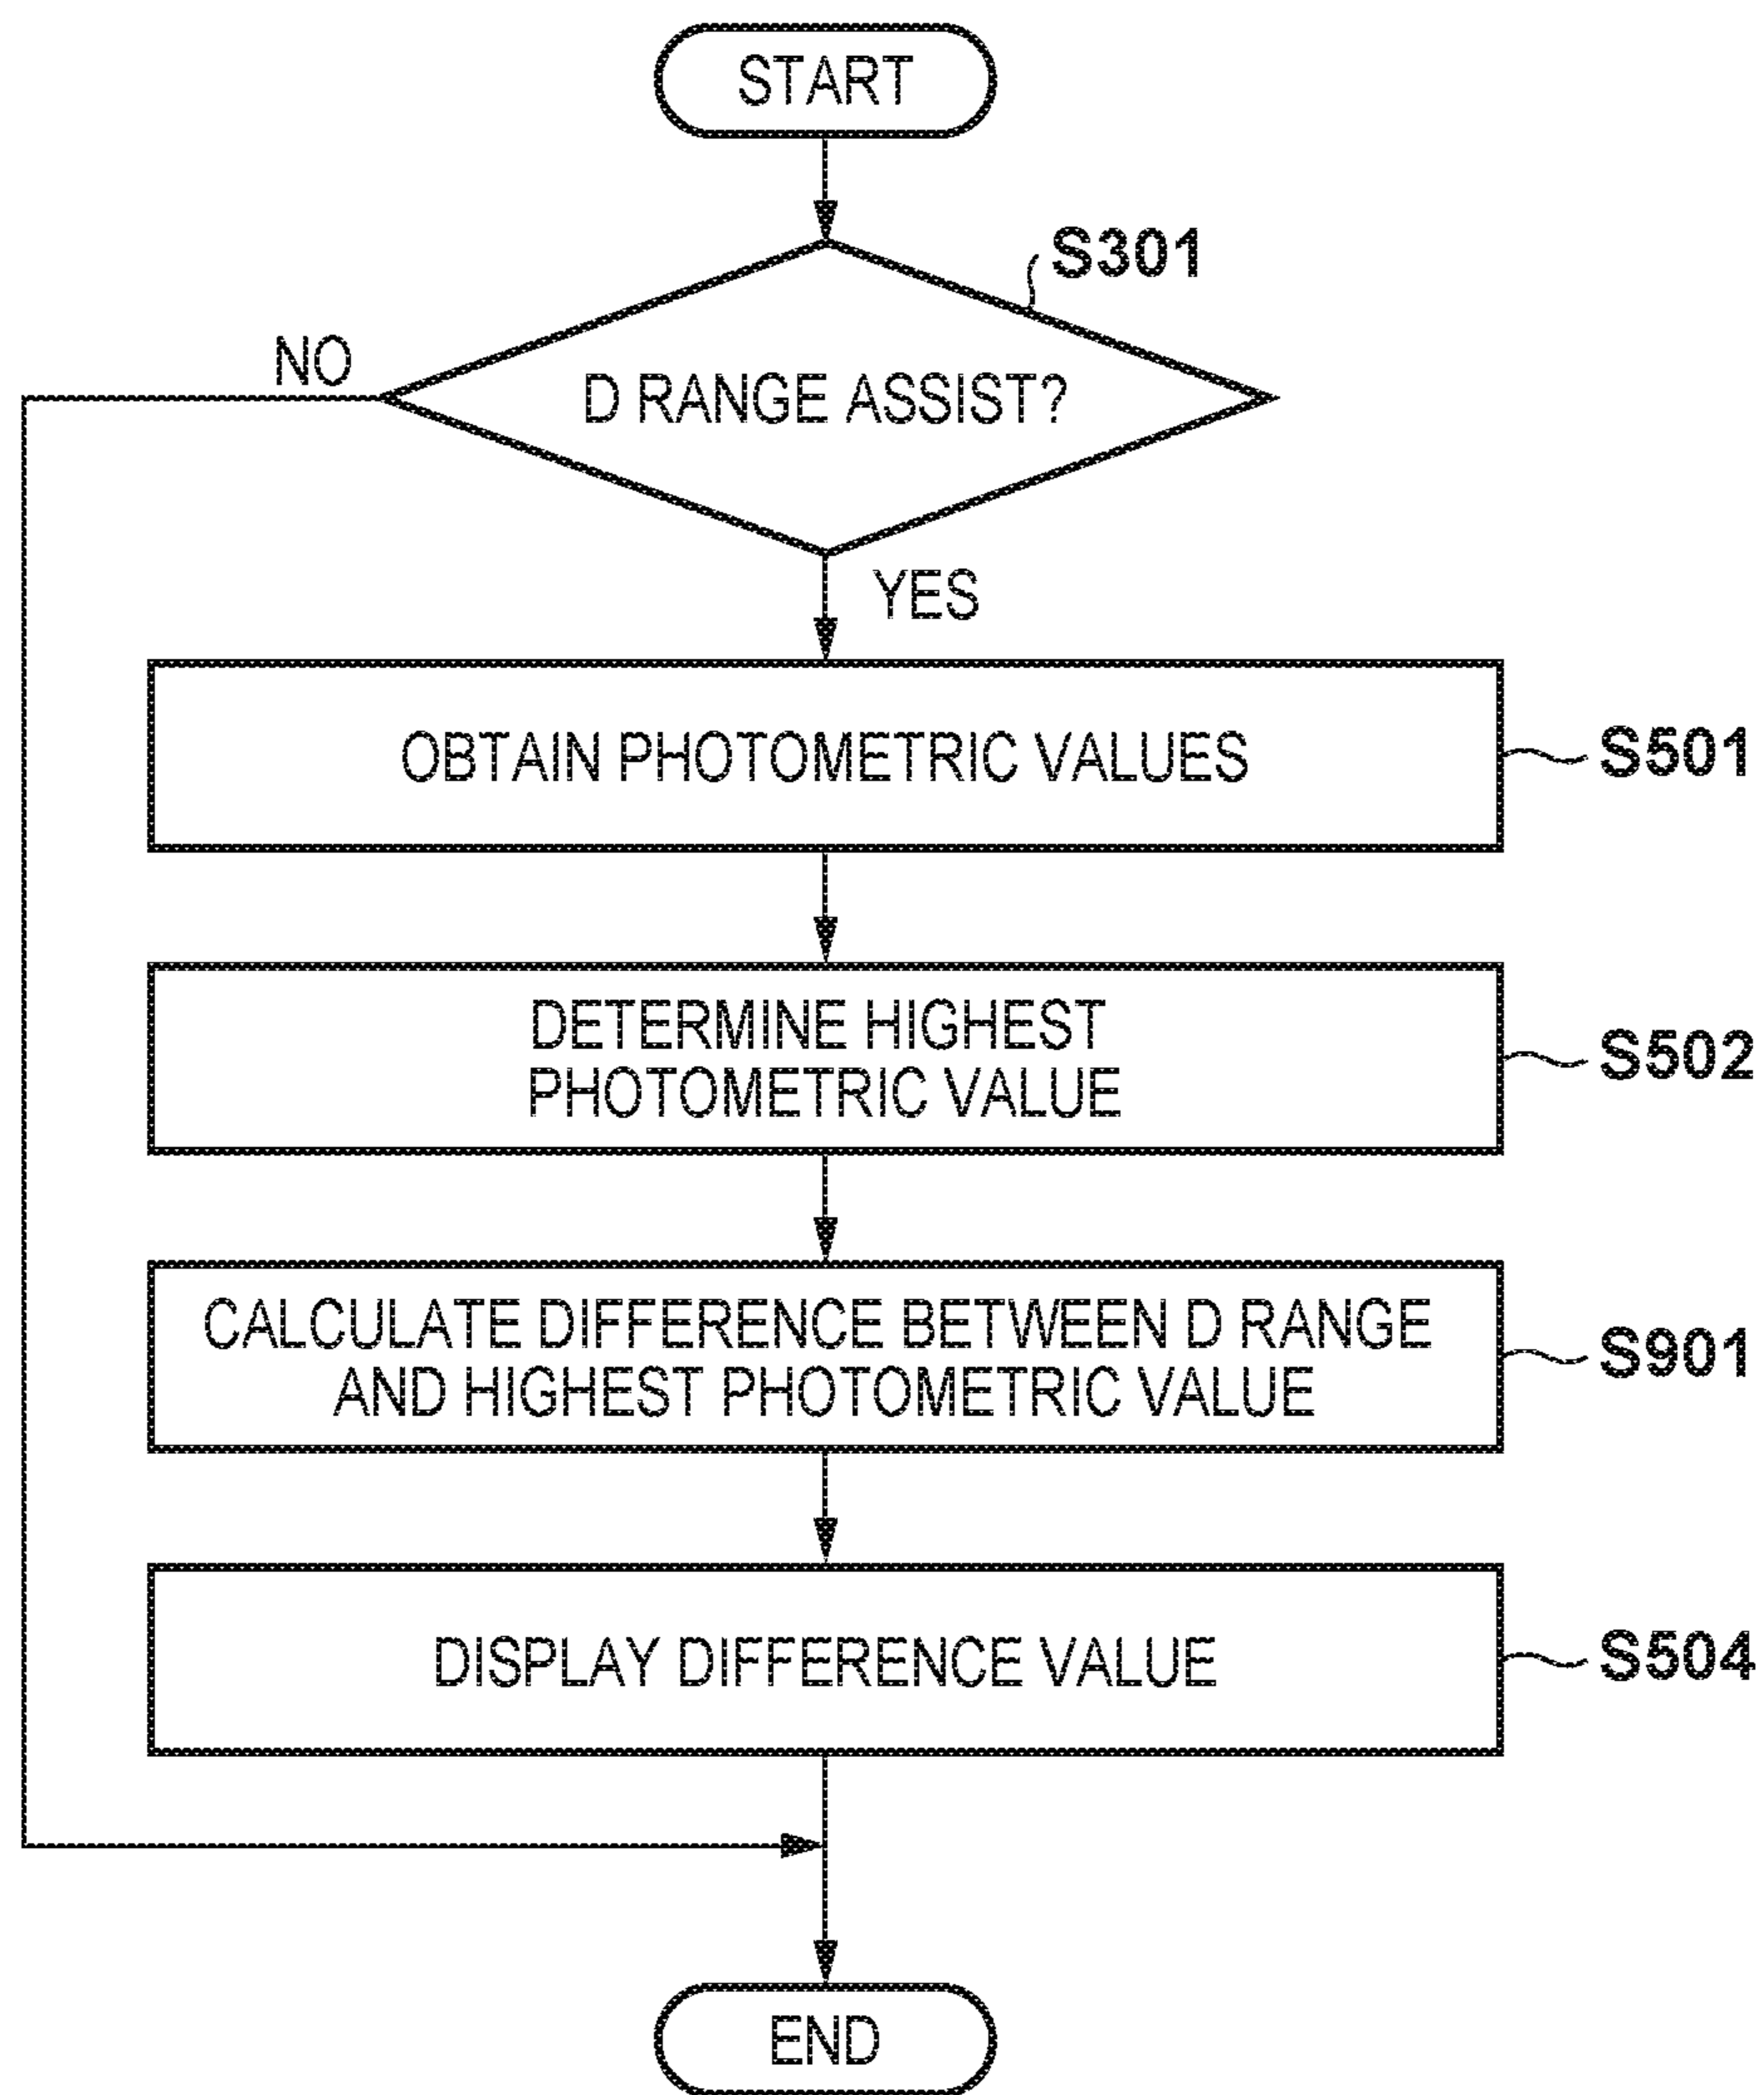 START
S301
NO
D RANGE ASSIST?
YES
OBTAIN PHOTOMETRIC VALUES
S501
DETERMINE HIGHEST
PHOTOMETRIC VALUE
S502
CALCULATE DIFFERENCE BETWEEN D RANGE
AND HIGHEST PHOTOMETRIC VALUE
S901
DISPLAY DIFFERENCE VALUE
S504
END